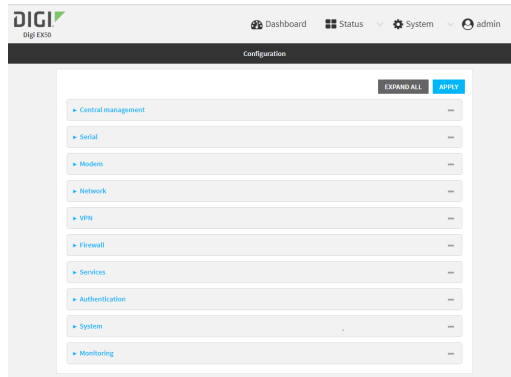 DIGI
Digi EX50
Dashboard
Status
System
admin
Configuration
EXPAND ALL
APPLY
Central management
Serial
Modem
Network
VPN
Firewall
Services
Authentication
System
Monitoring